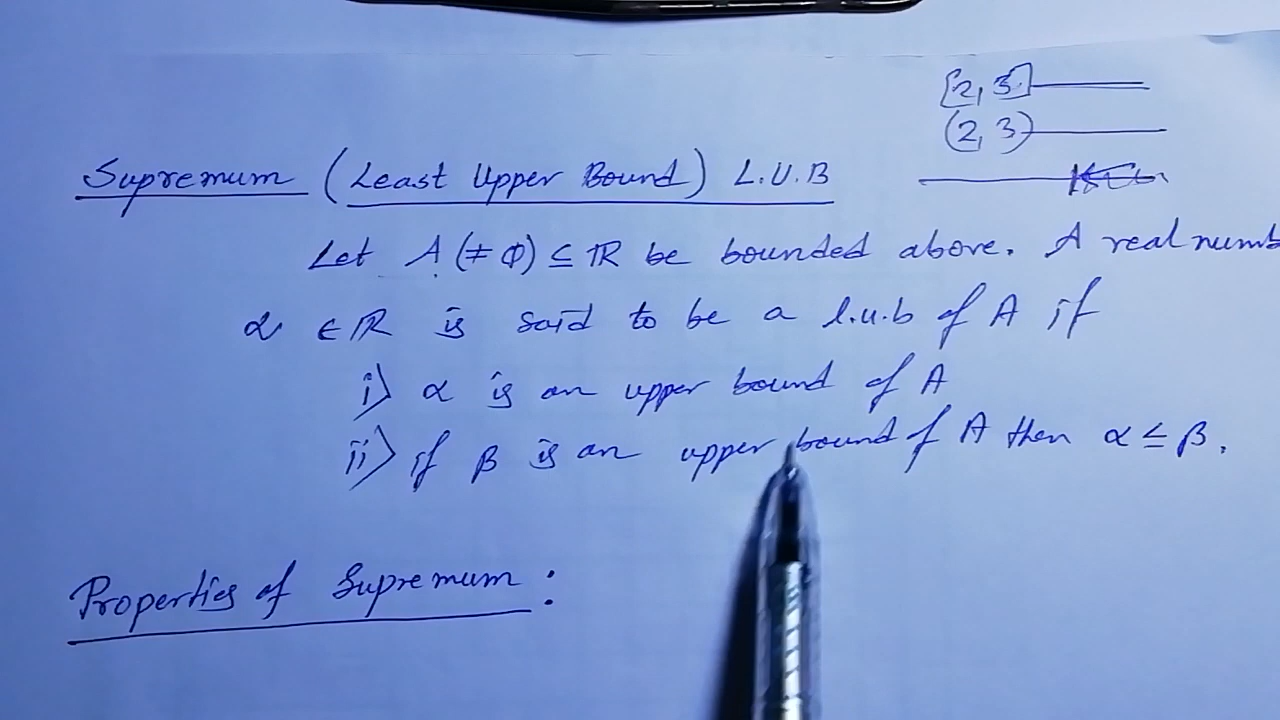 [2, 3]
(2, 3)
Supremum (Least Upper Bound) L.U.B
Let A (≠ Φ) ⊆ ℝ be bounded above. A real numb
α ∈ ℝ is said to be a l.u.b of A if
i) α is an upper bound of A
ii) if β is an upper bound of A then α ≤ β.
Properties of Supremum :